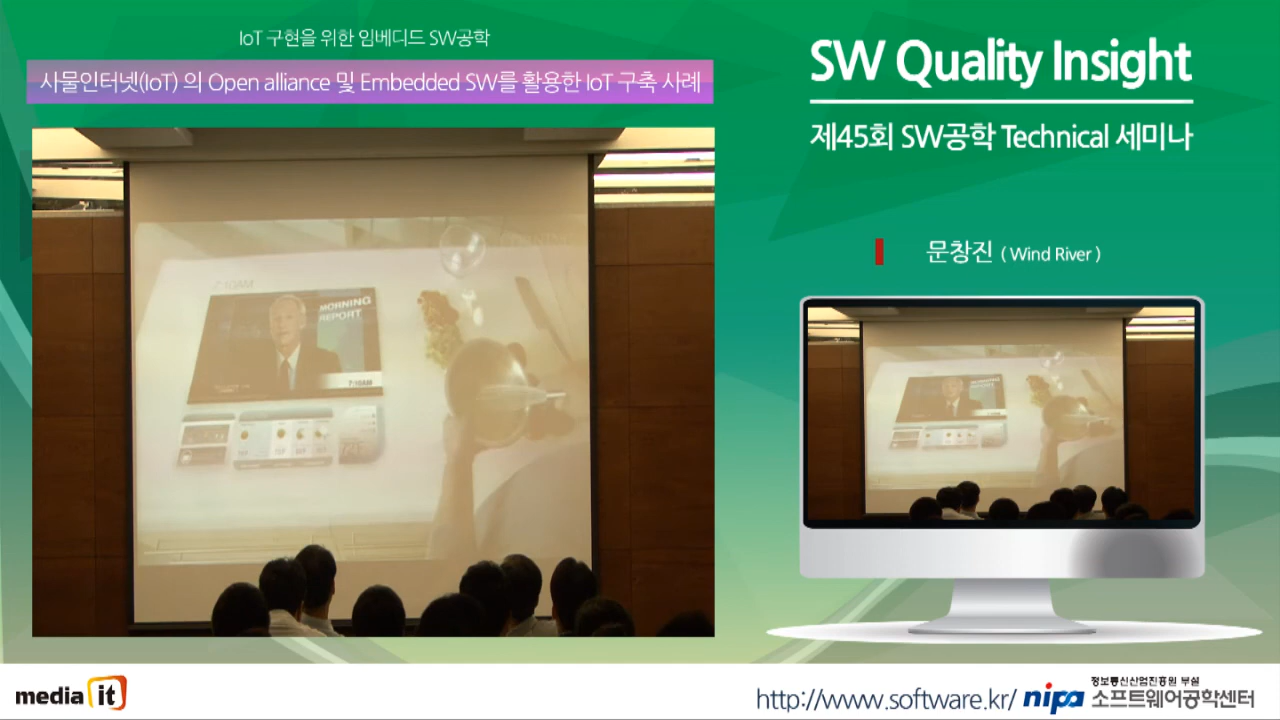 IoT 구현을 위한 임베디드 SW공학
사물인터넷(IoT) 의 Open alliance 및 Embedded SW를 활용한 IoT 구축 사례
SW Quality Insight
제45회 SW공학 Technical 세미나
문창진 ( Wind River )
7:10AM
MORNING
REPORT
7:10AM
MORNING
REPORT
media it
http://www.software.kr/
nipa
정보통신산업진흥원 부설
소프트웨어공학센터